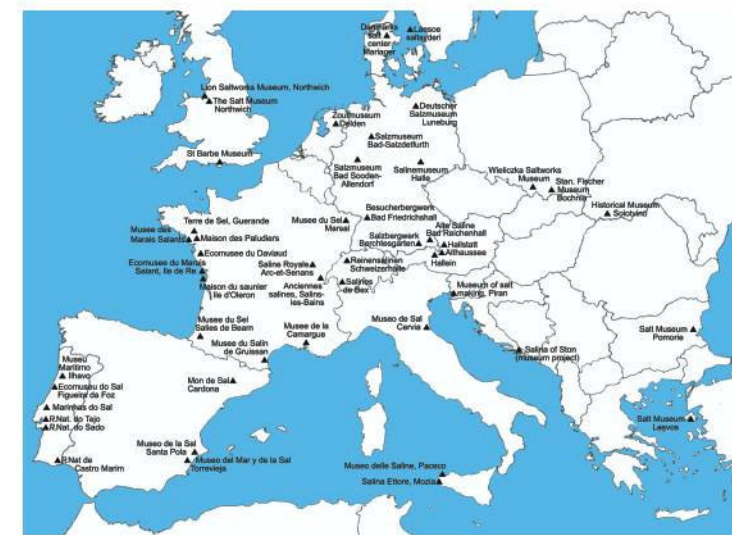 Danmarks
salt
center
Mariager
Laesoe
saltsyderi
Lion Saltworks Museum, Northwich
The Salt Museum
Northwich
Zoutmuseum
Delden
Deutscher
Salzmuseum
Luneburg
Salzmuseum
Bad-Salzdetfurth
St Barbe Museum
Salzmuseum
Bad Sooden-
Allendorf
Salinemuseum
Halle
Wieliczka Saltworks
Museum
Stan. Fischer
Museum
Bochnia
Historical Museum
Solotvino
Besucherbergwerk
Bad Friedrichshall
Terre de Sel, Guerande
Musee du Sel
Marsal
Musee des
Marais Salants
Maison des Paludiers
Alte Saline
Bad Reichenhall
Salzbergwerk
Berchtesgarten
Hallstatt
Althaussee
Hallein
Ecomusee du Daviaud
Saline Royale
Arc-et-Senans
Reinensalinen
Schweizerhalle
Ecomusee du Marais
Salant, Ile de Re
Maison du saunier
Ile d'Oleron
Anciennes
salines, Salins-
les-Bains
Salines
de Bex
Museum of salt
making, Piran
Musee du Sel
Salies de Bearn
Musee de la
Camargue
Museo de Sal
Cervia
Salt Museum
Pomorie
Musee du Salin
de Gruissan
Salina of Ston
(museum project)
Museu
Maritimo
Ilhavo
Ecomuseu do Sal
Figueira da Foz
Mon de Sal
Cardona
Marinhas do Sal
R.Nat. do Tejo
R.Nat. do Sado
Salt Museum
Lesvos
Museo de la Sal
Santa Pola
Museo del Mar y de la Sal
Torrevieja
R.Nat de
Castro Marim
Museo delle Saline, Paceco
Salina Ettore, Mozia